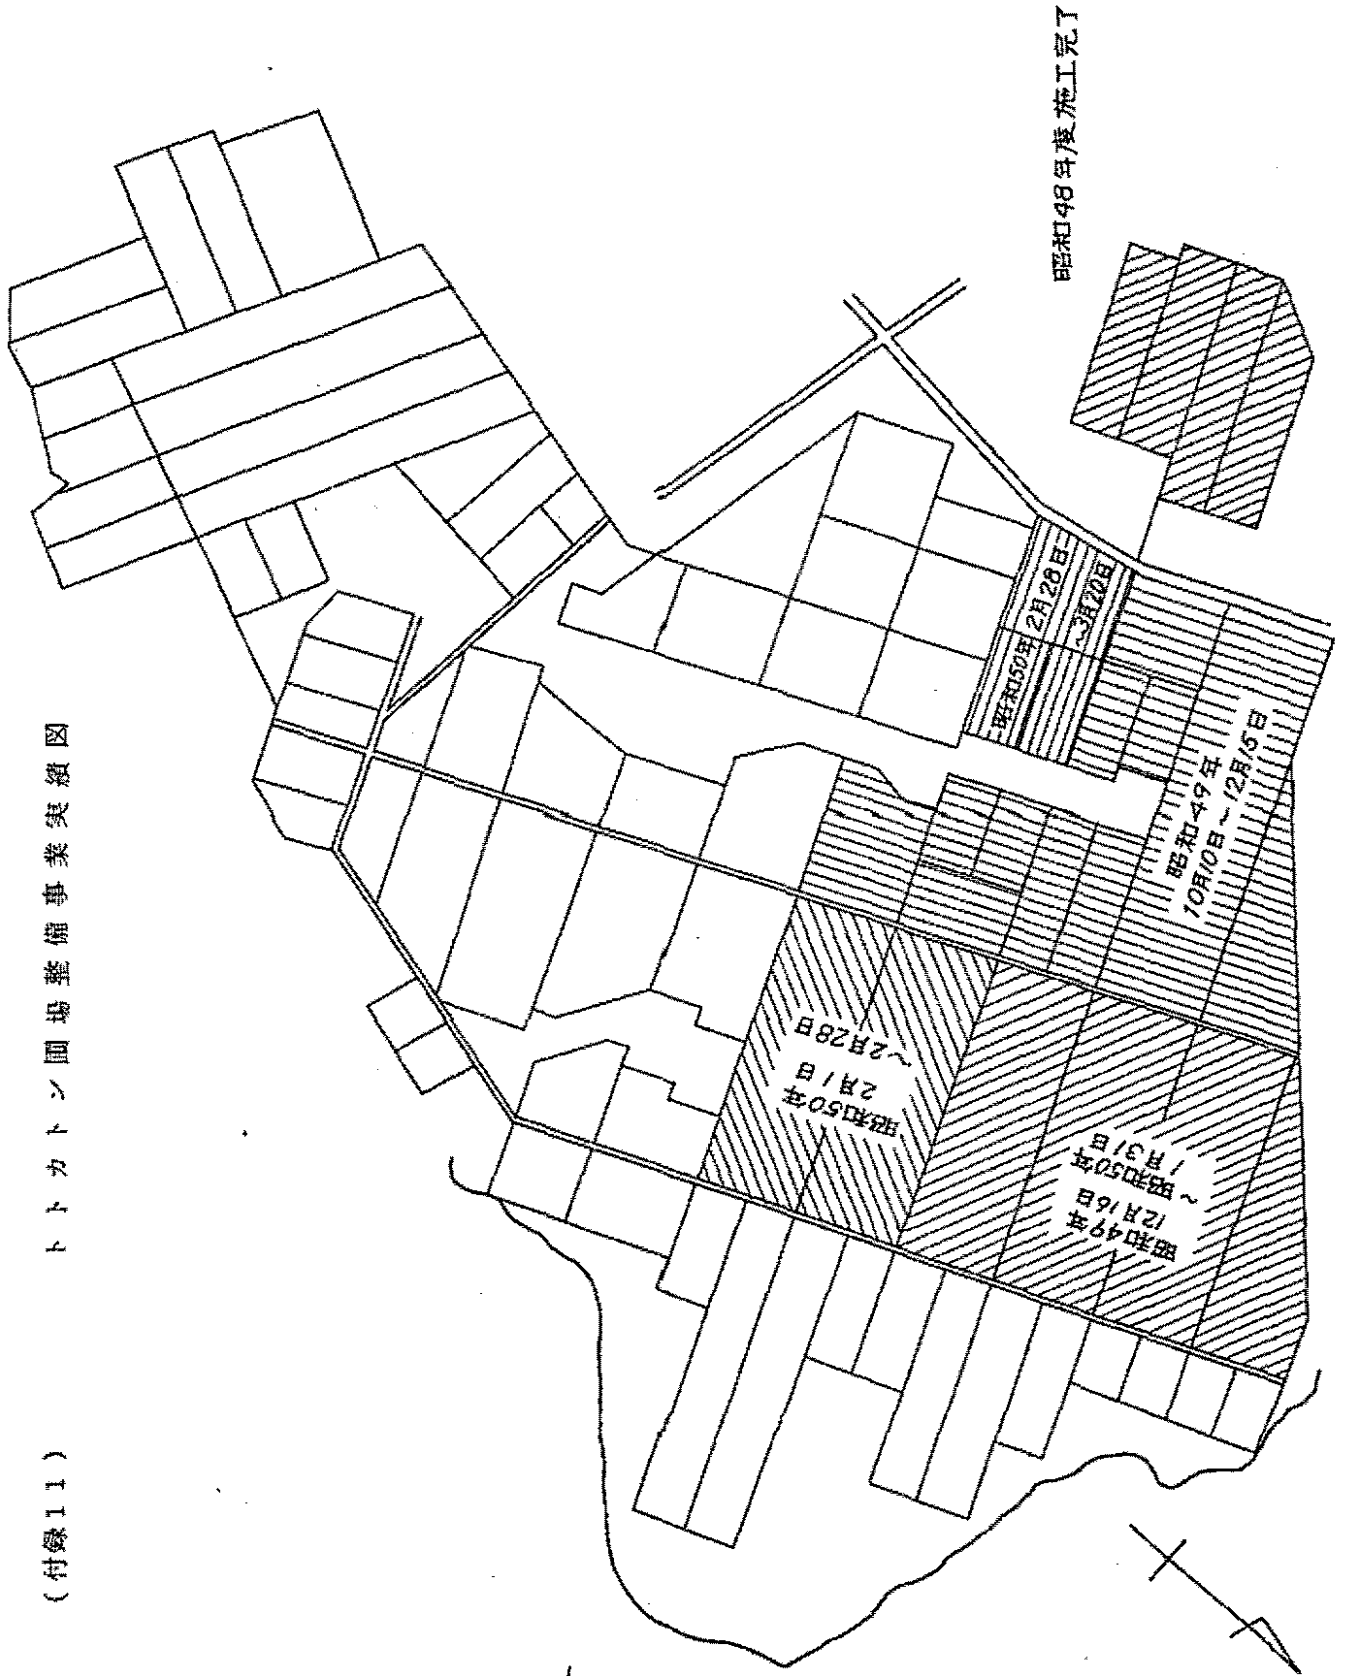 (付録11)
トトカトン圃場整備事業実績図
昭和48年度施工完了
昭和50年2月28日
～3月20日
昭和49年
10月10日～12月15日
昭和50年
2月1日
～2月28日
昭和49年
12月16日
～昭和50年
1月31日